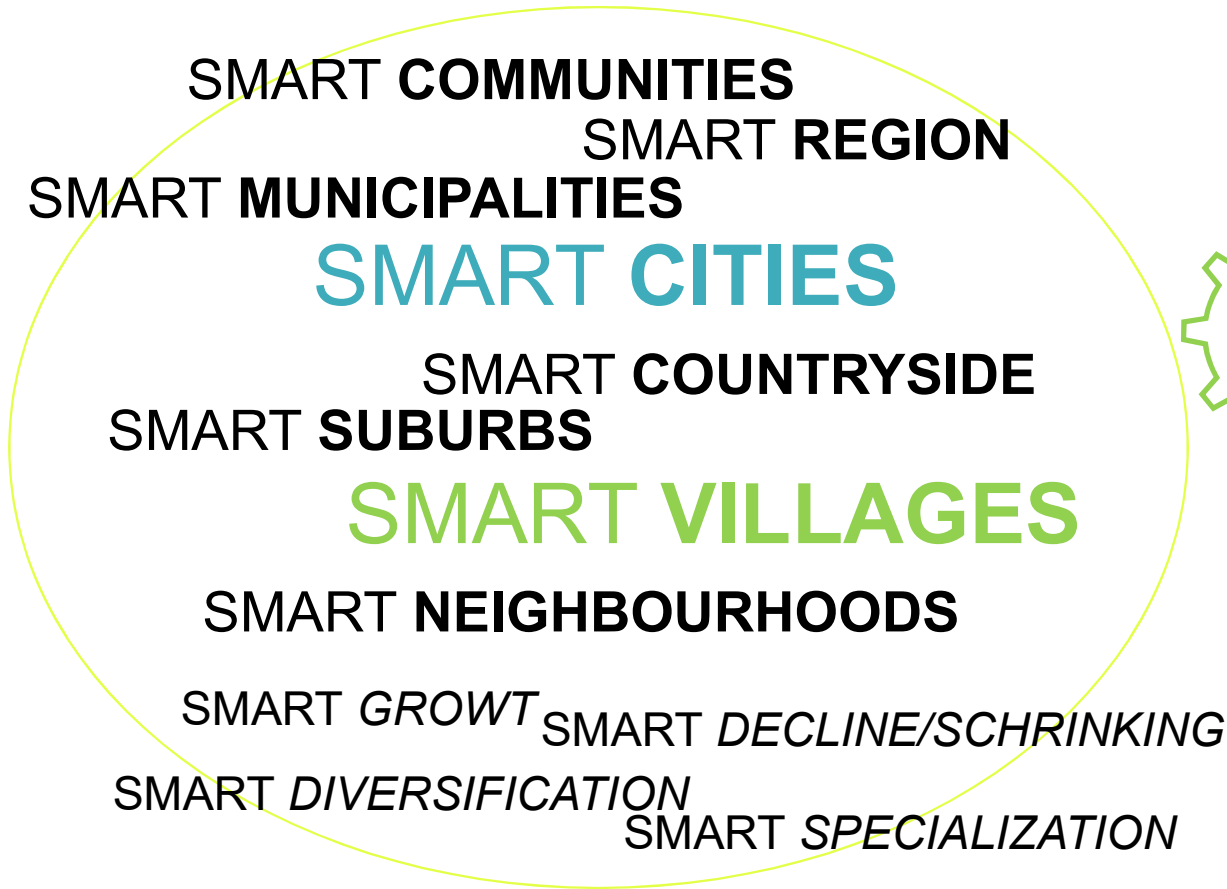 SMART COMMUNITIES
SMART REGION
SMART MUNICIPALITIES
SMART CITIES
SMART COUNTRYSIDE
SMART SUBURBS
SMART VILLAGES
SMART NEIGHBOURHOODS
SMART GROWT
SMART DECLINE/SCHRINKING
SMART DIVERSIFICATION
SMART SPECIALIZATION